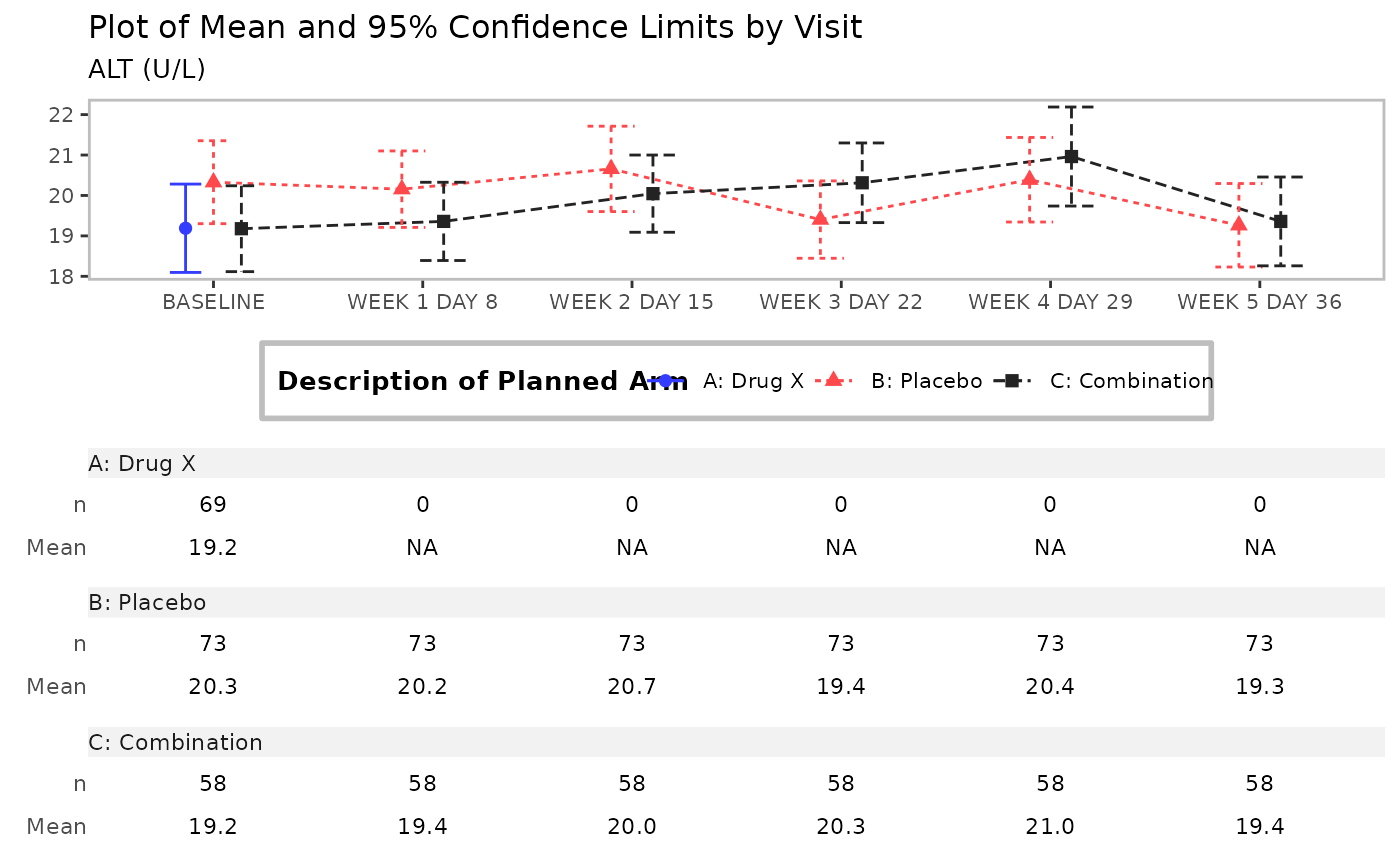 Plot of Mean and 95% Confidence Limits by Visit
ALT (U/L)
22
21
20
19
18
BASELINE WEEK 1 DAY 8 WEEK 2 DAY 15 WEEK 3 DAY 22 WEEK 4 DAY 29 WEEK 5 DAY 36
Description of Planned Arm A: Drug X B: Placebo C: Combination
A: Drug X
n 69 0 0 0 0 0
Mean 19.2 NA NA NA NA NA
B: Placebo
n 73 73 73 73 73 73
Mean 20.3 20.2 20.7 19.4 20.4 19.3
C: Combination
n 58 58 58 58 58 58
Mean 19.2 19.4 20.0 20.3 21.0 19.4